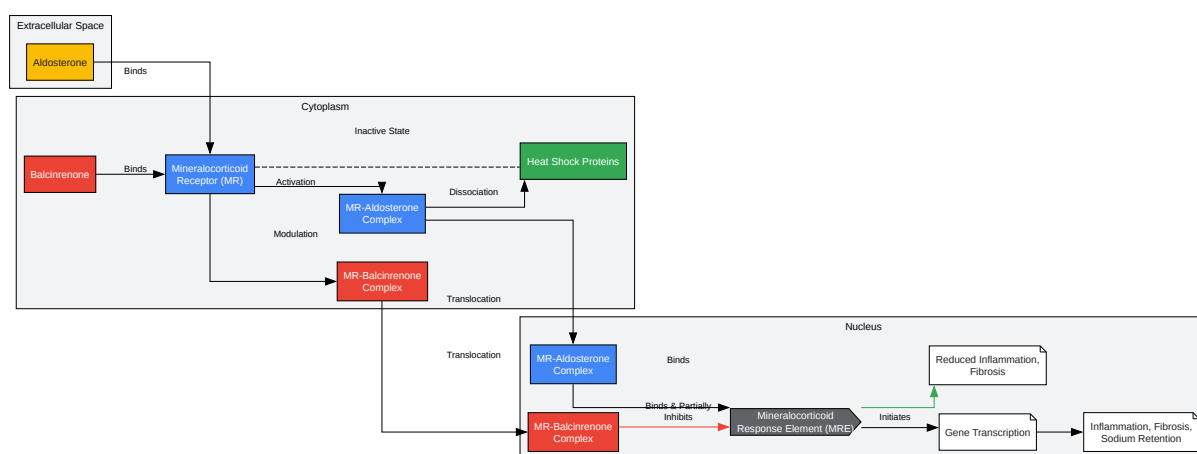 Extracellular Space
Aldosterone
Binds
Cytoplasm
Inactive State
Balcinrenone
Binds
Mineralocorticoid
Receptor (MR)
Heat Shock Proteins
Activation
Dissociation
MR-Aldosterone
Complex
Modulation
MR-Balcinrenone
Complex
Translocation
Nucleus
Translocation
MR-Aldosterone
Complex
Binds
Reduced Inflammation,
Fibrosis
Binds & Partially
Inhibits
MR-Balcinrenone
Complex
Mineralocorticoid
Response Element (MRE)
Initiates
Gene Transcription
Inflammation, Fibrosis,
Sodium Retention